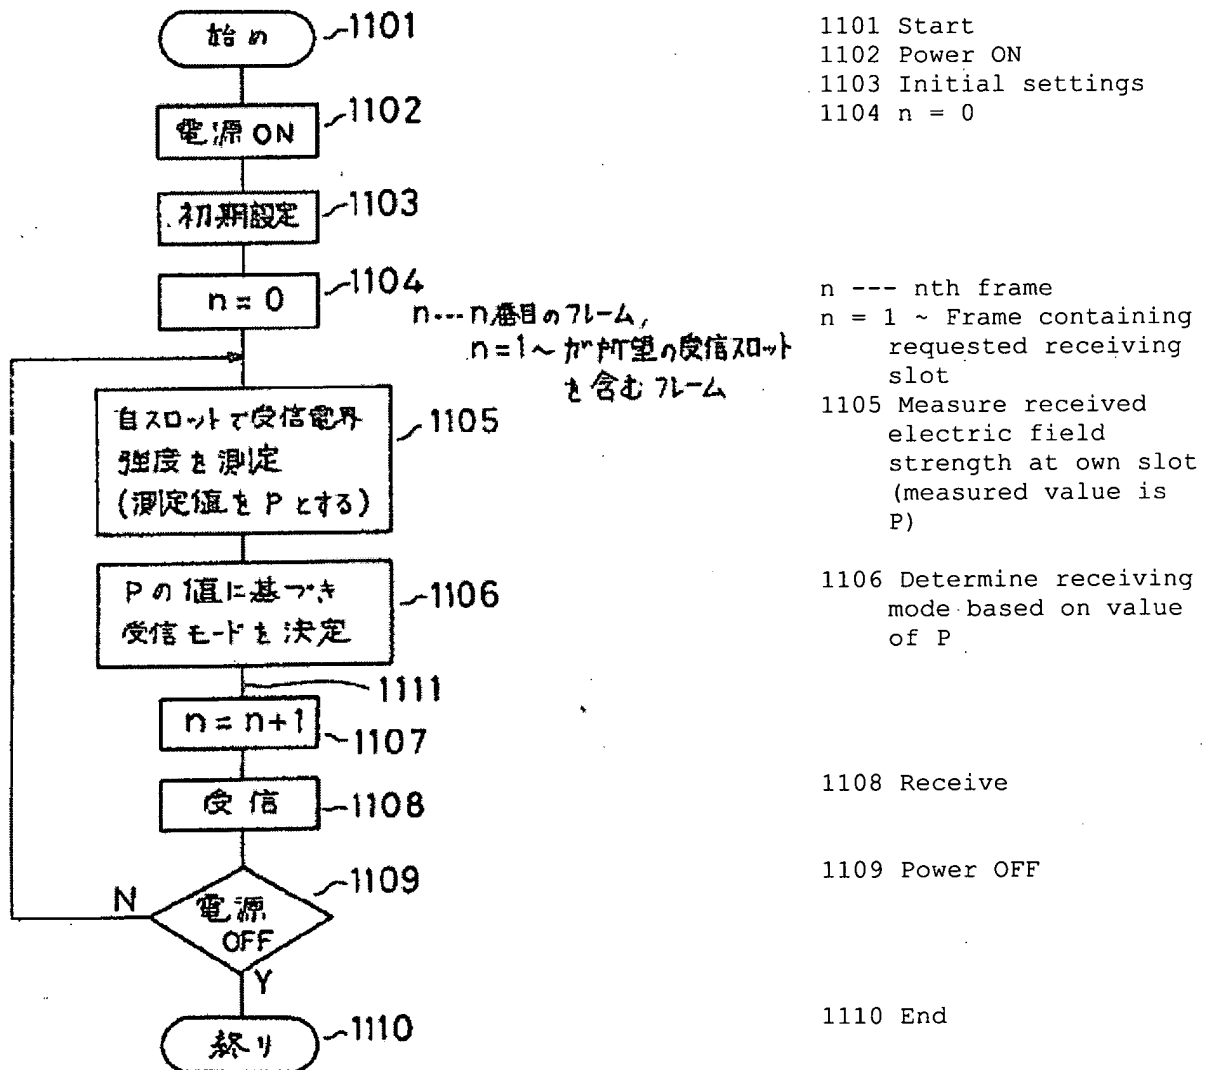 始め
1101
電源 ON
1102
初期設定
1103
n = 0
1104
n --- n番目のフレーム,
n=1~が所望の受信スロット
を含むフレーム
自スロットで受信電界
強度を測定
(測定値をPとする)
1105
Pの値に基づき
受信モードを決定
1106
1111
n = n+1
1107
受信
1108
電源
OFF
1109
N
Y
終り
1110
1101 Start
1102 Power ON
1103 Initial settings
1104 n = 0
n --- nth frame
n = 1 ~ Frame containing
requested receiving
slot
1105 Measure received
electric field
strength at own slot
(measured value is
P)
1106 Determine receiving
mode based on value
of P
1108 Receive
1109 Power OFF
1110 End